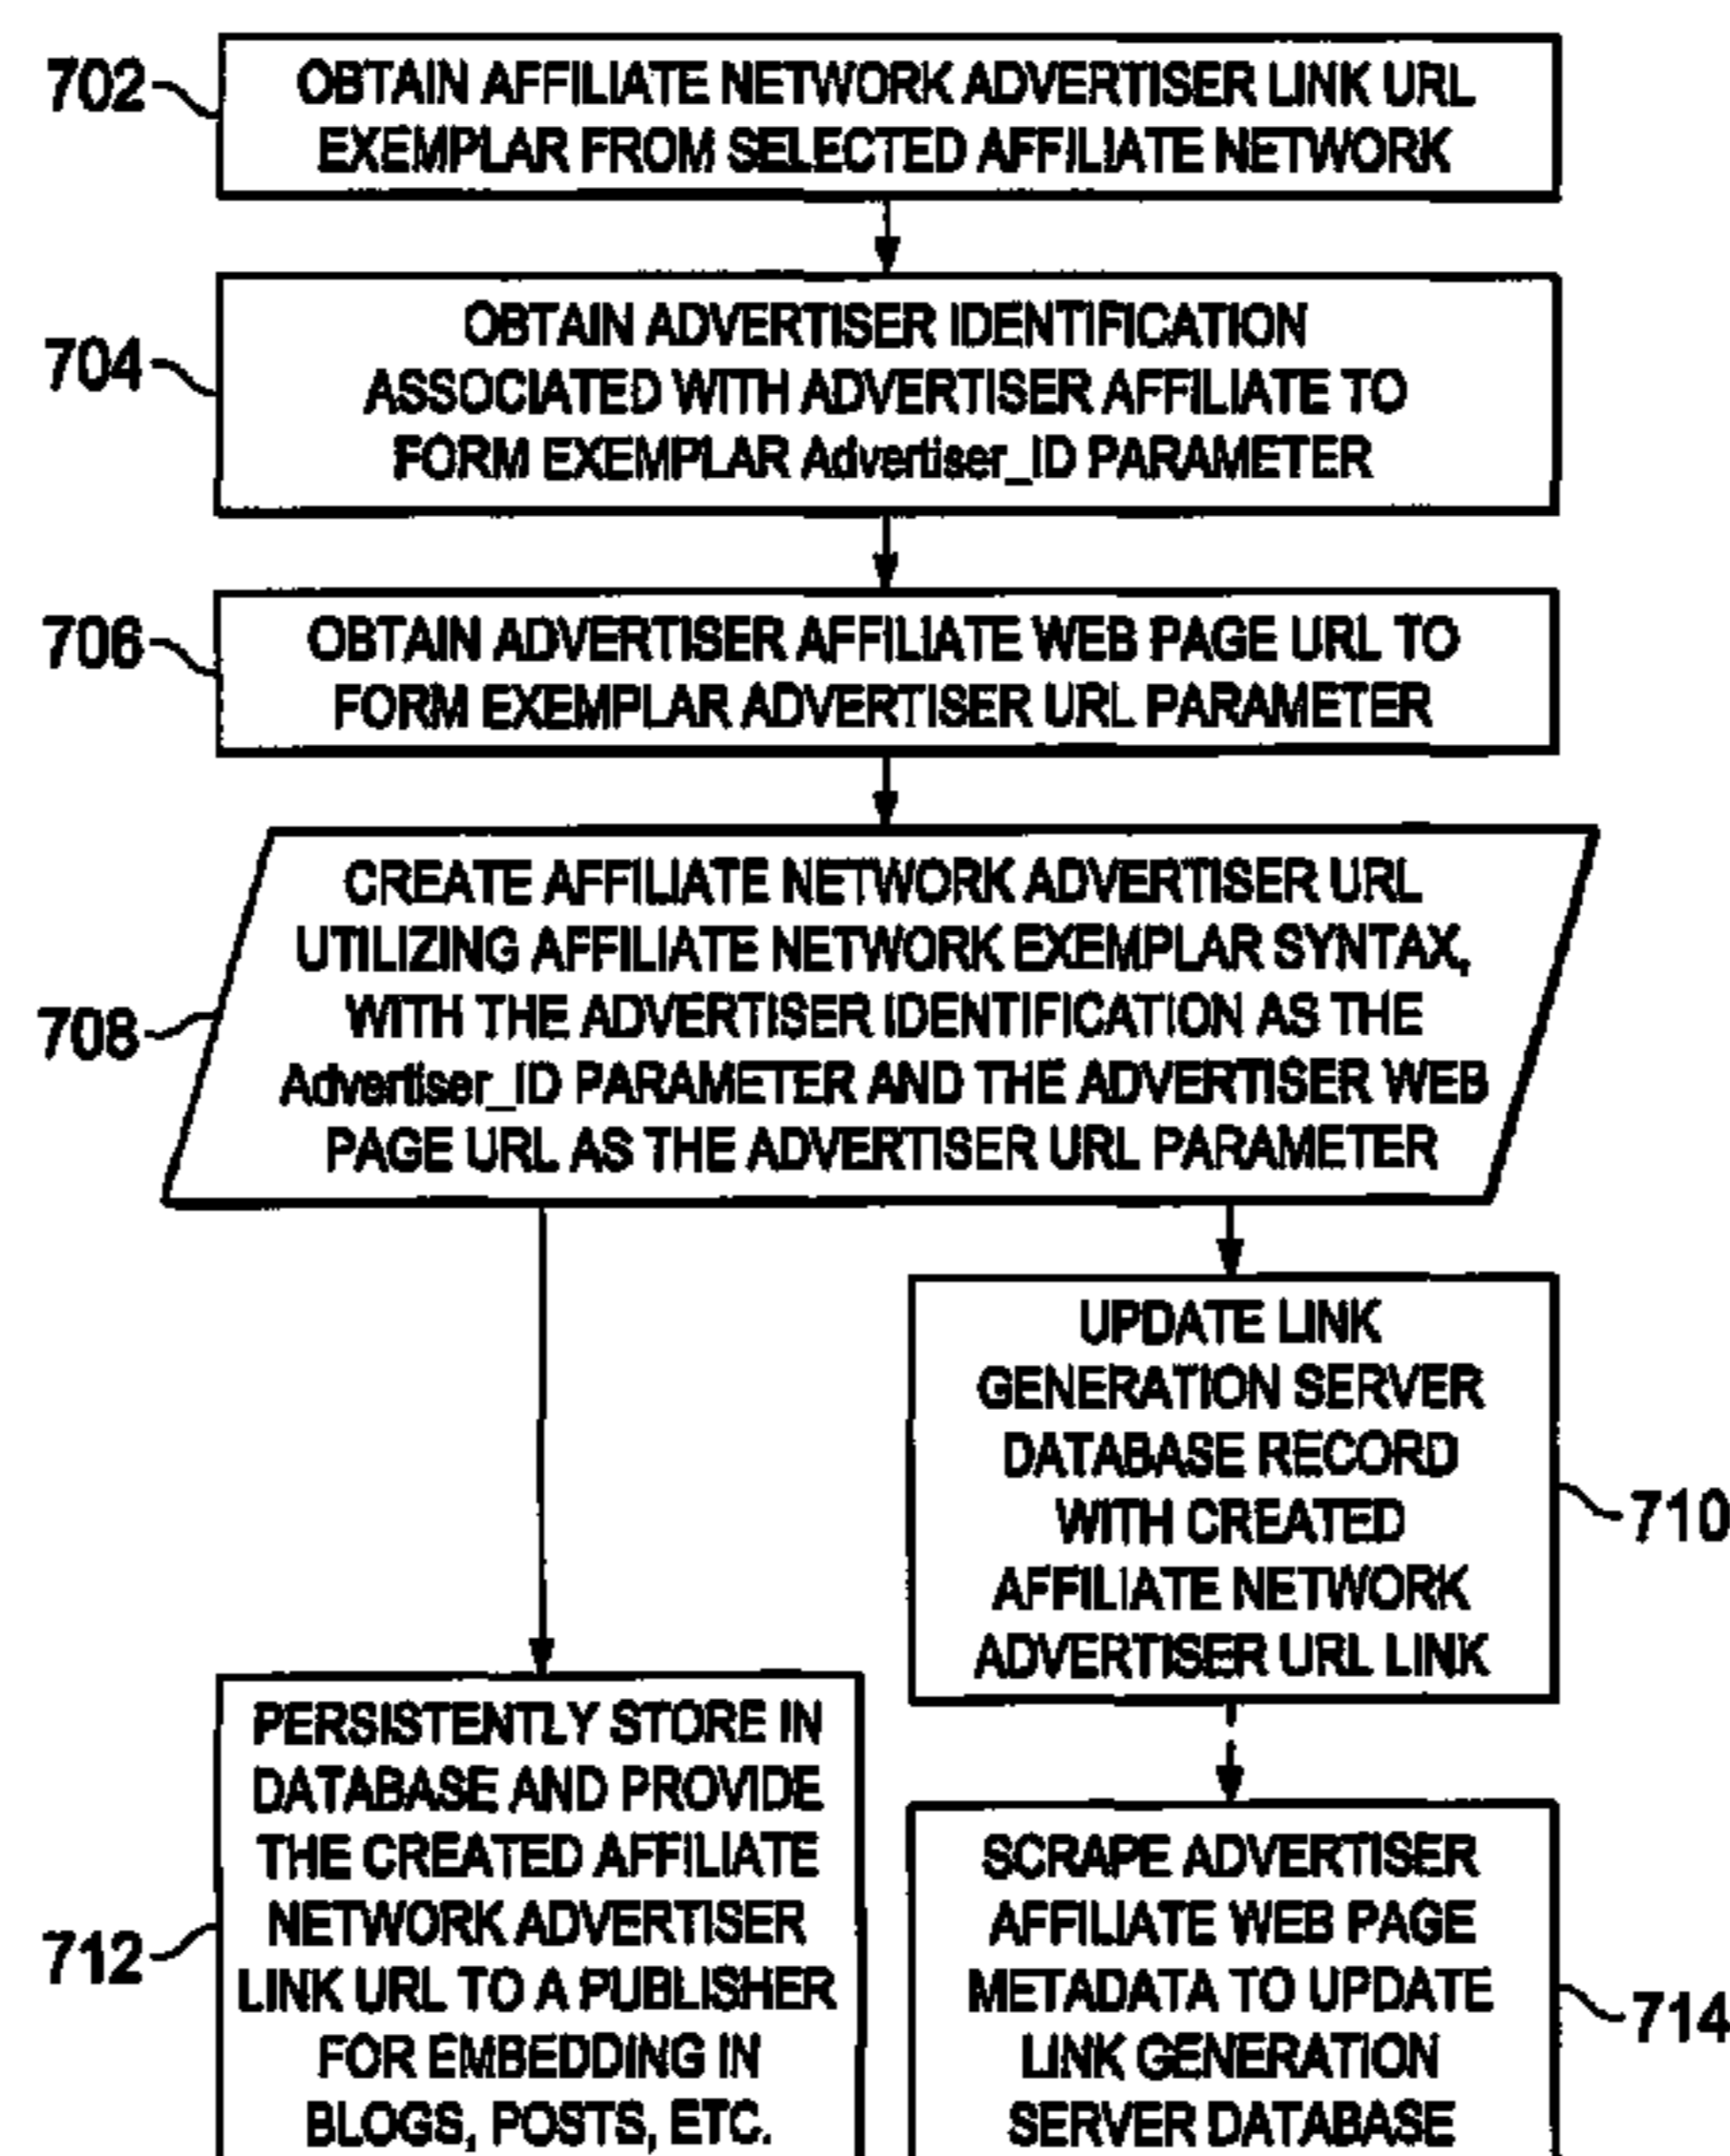 702
OBTAIN AFFILIATE NETWORK ADVERTISER LINK URL
EXEMPLAR FROM SELECTED AFFILIATE NETWORK
704
OBTAIN ADVERTISER IDENTIFICATION
ASSOCIATED WITH ADVERTISER AFFILIATE TO
FORM EXEMPLAR Advertiser_ID PARAMETER
706
OBTAIN ADVERTISER AFFILIATE WEB PAGE URL TO
FORM EXEMPLAR ADVERTISER URL PARAMETER
708
CREATE AFFILIATE NETWORK ADVERTISER URL
UTILIZING AFFILIATE NETWORK EXEMPLAR SYNTAX,
WITH THE ADVERTISER IDENTIFICATION AS THE
Advertiser_ID PARAMETER AND THE ADVERTISER WEB
PAGE URL AS THE ADVERTISER URL PARAMETER
UPDATE LINK
GENERATION SERVER
DATABASE RECORD
WITH CREATED
AFFILIATE NETWORK
ADVERTISER URL LINK
710
712
PERSISTENTLY STORE IN
DATABASE AND PROVIDE
THE CREATED AFFILIATE
NETWORK ADVERTISER
LINK URL TO A PUBLISHER
FOR EMBEDDING IN
BLOGS, POSTS, ETC.
SCRAPE ADVERTISER
AFFILIATE WEB PAGE
METADATA TO UPDATE
LINK GENERATION
SERVER DATABASE
714